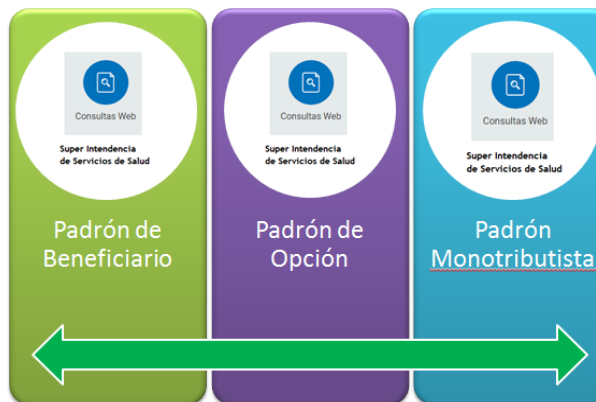 Consultas Web
Super Intendencia
de Servicios de Salud
Padrón de
Beneficiario
Consultas Web
Super Intendencia
de Servicios de Salud
Padrón de
Opción
Consultas Web
Super Intendencia
de Servicios de Salud
Padrón
Monotributista